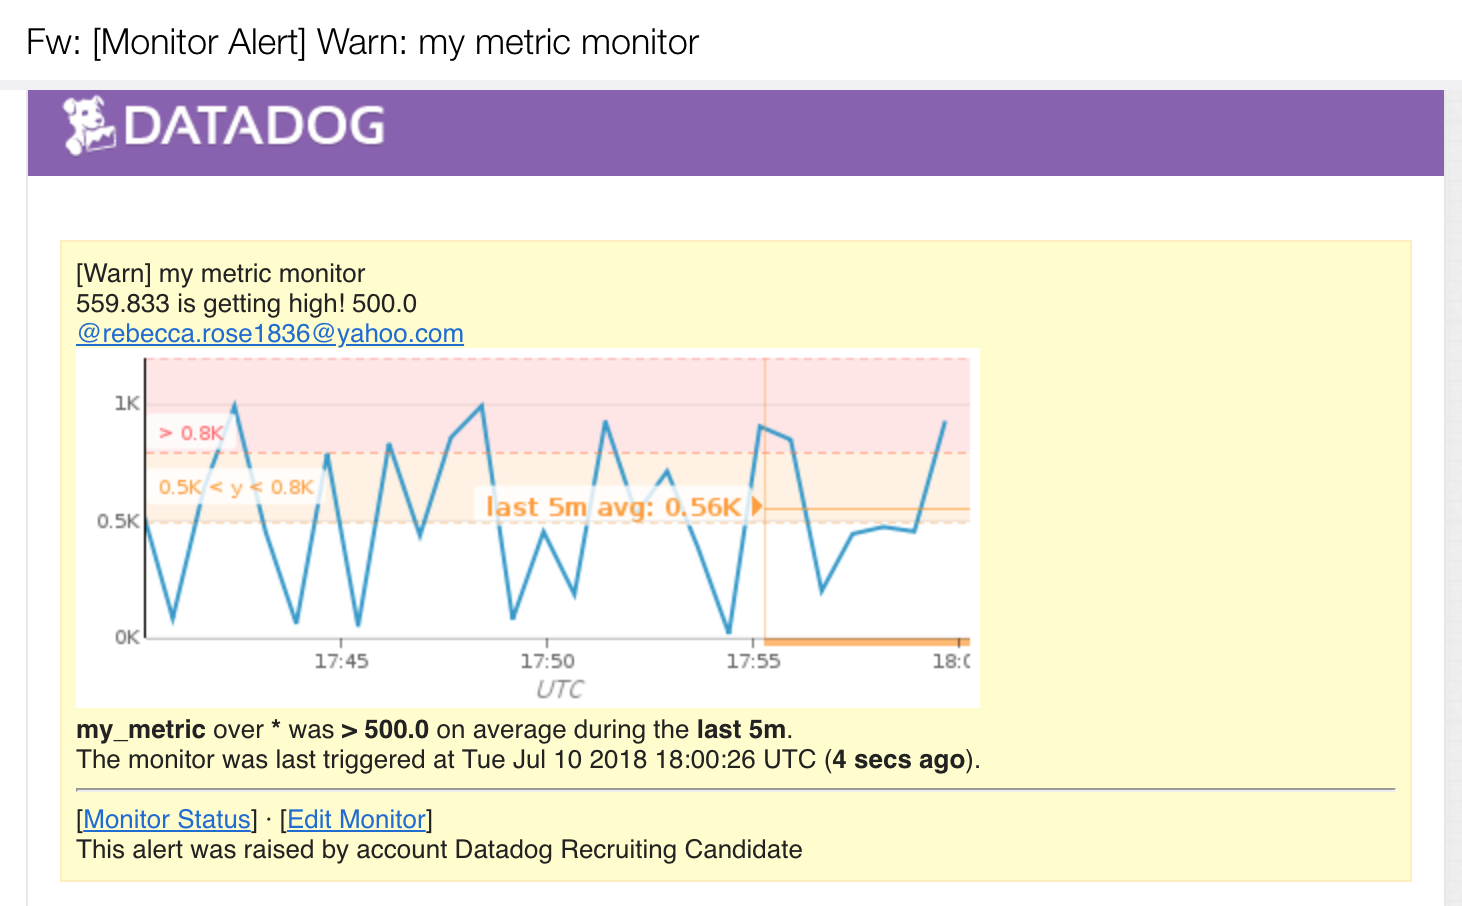 Fw: [Monitor Alert] Warn: my metric monitor
DATADOG
[Warn] my metric monitor
559.833 is getting high! 500.0
@rebecca.rose1836@yahoo.com
1K
> 0.8K
0.5K < y < 0.8K
last 5m avg: 0.56K
0.5K
0K
17:45 17:50 17:55 18:0
UTC
my_metric over * was > 500.0 on average during the last 5m.
The monitor was last triggered at Tue Jul 10 2018 18:00:26 UTC (4 secs ago).
[Monitor Status] · [Edit Monitor]
This alert was raised by account Datadog Recruiting Candidate